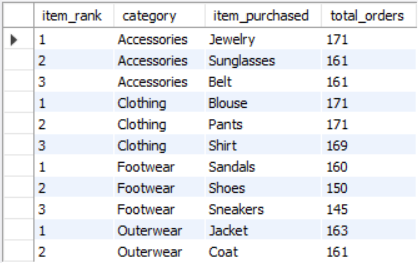 item_rank category item_purchased total_orders
1 Accessories Jewelry 171
2 Accessories Sunglasses 161
3 Accessories Belt 161
1 Clothing Blouse 171
2 Clothing Pants 171
3 Clothing Shirt 169
1 Footwear Sandals 160
2 Footwear Shoes 150
3 Footwear Sneakers 145
1 Outerwear Jacket 163
2 Outerwear Coat 161